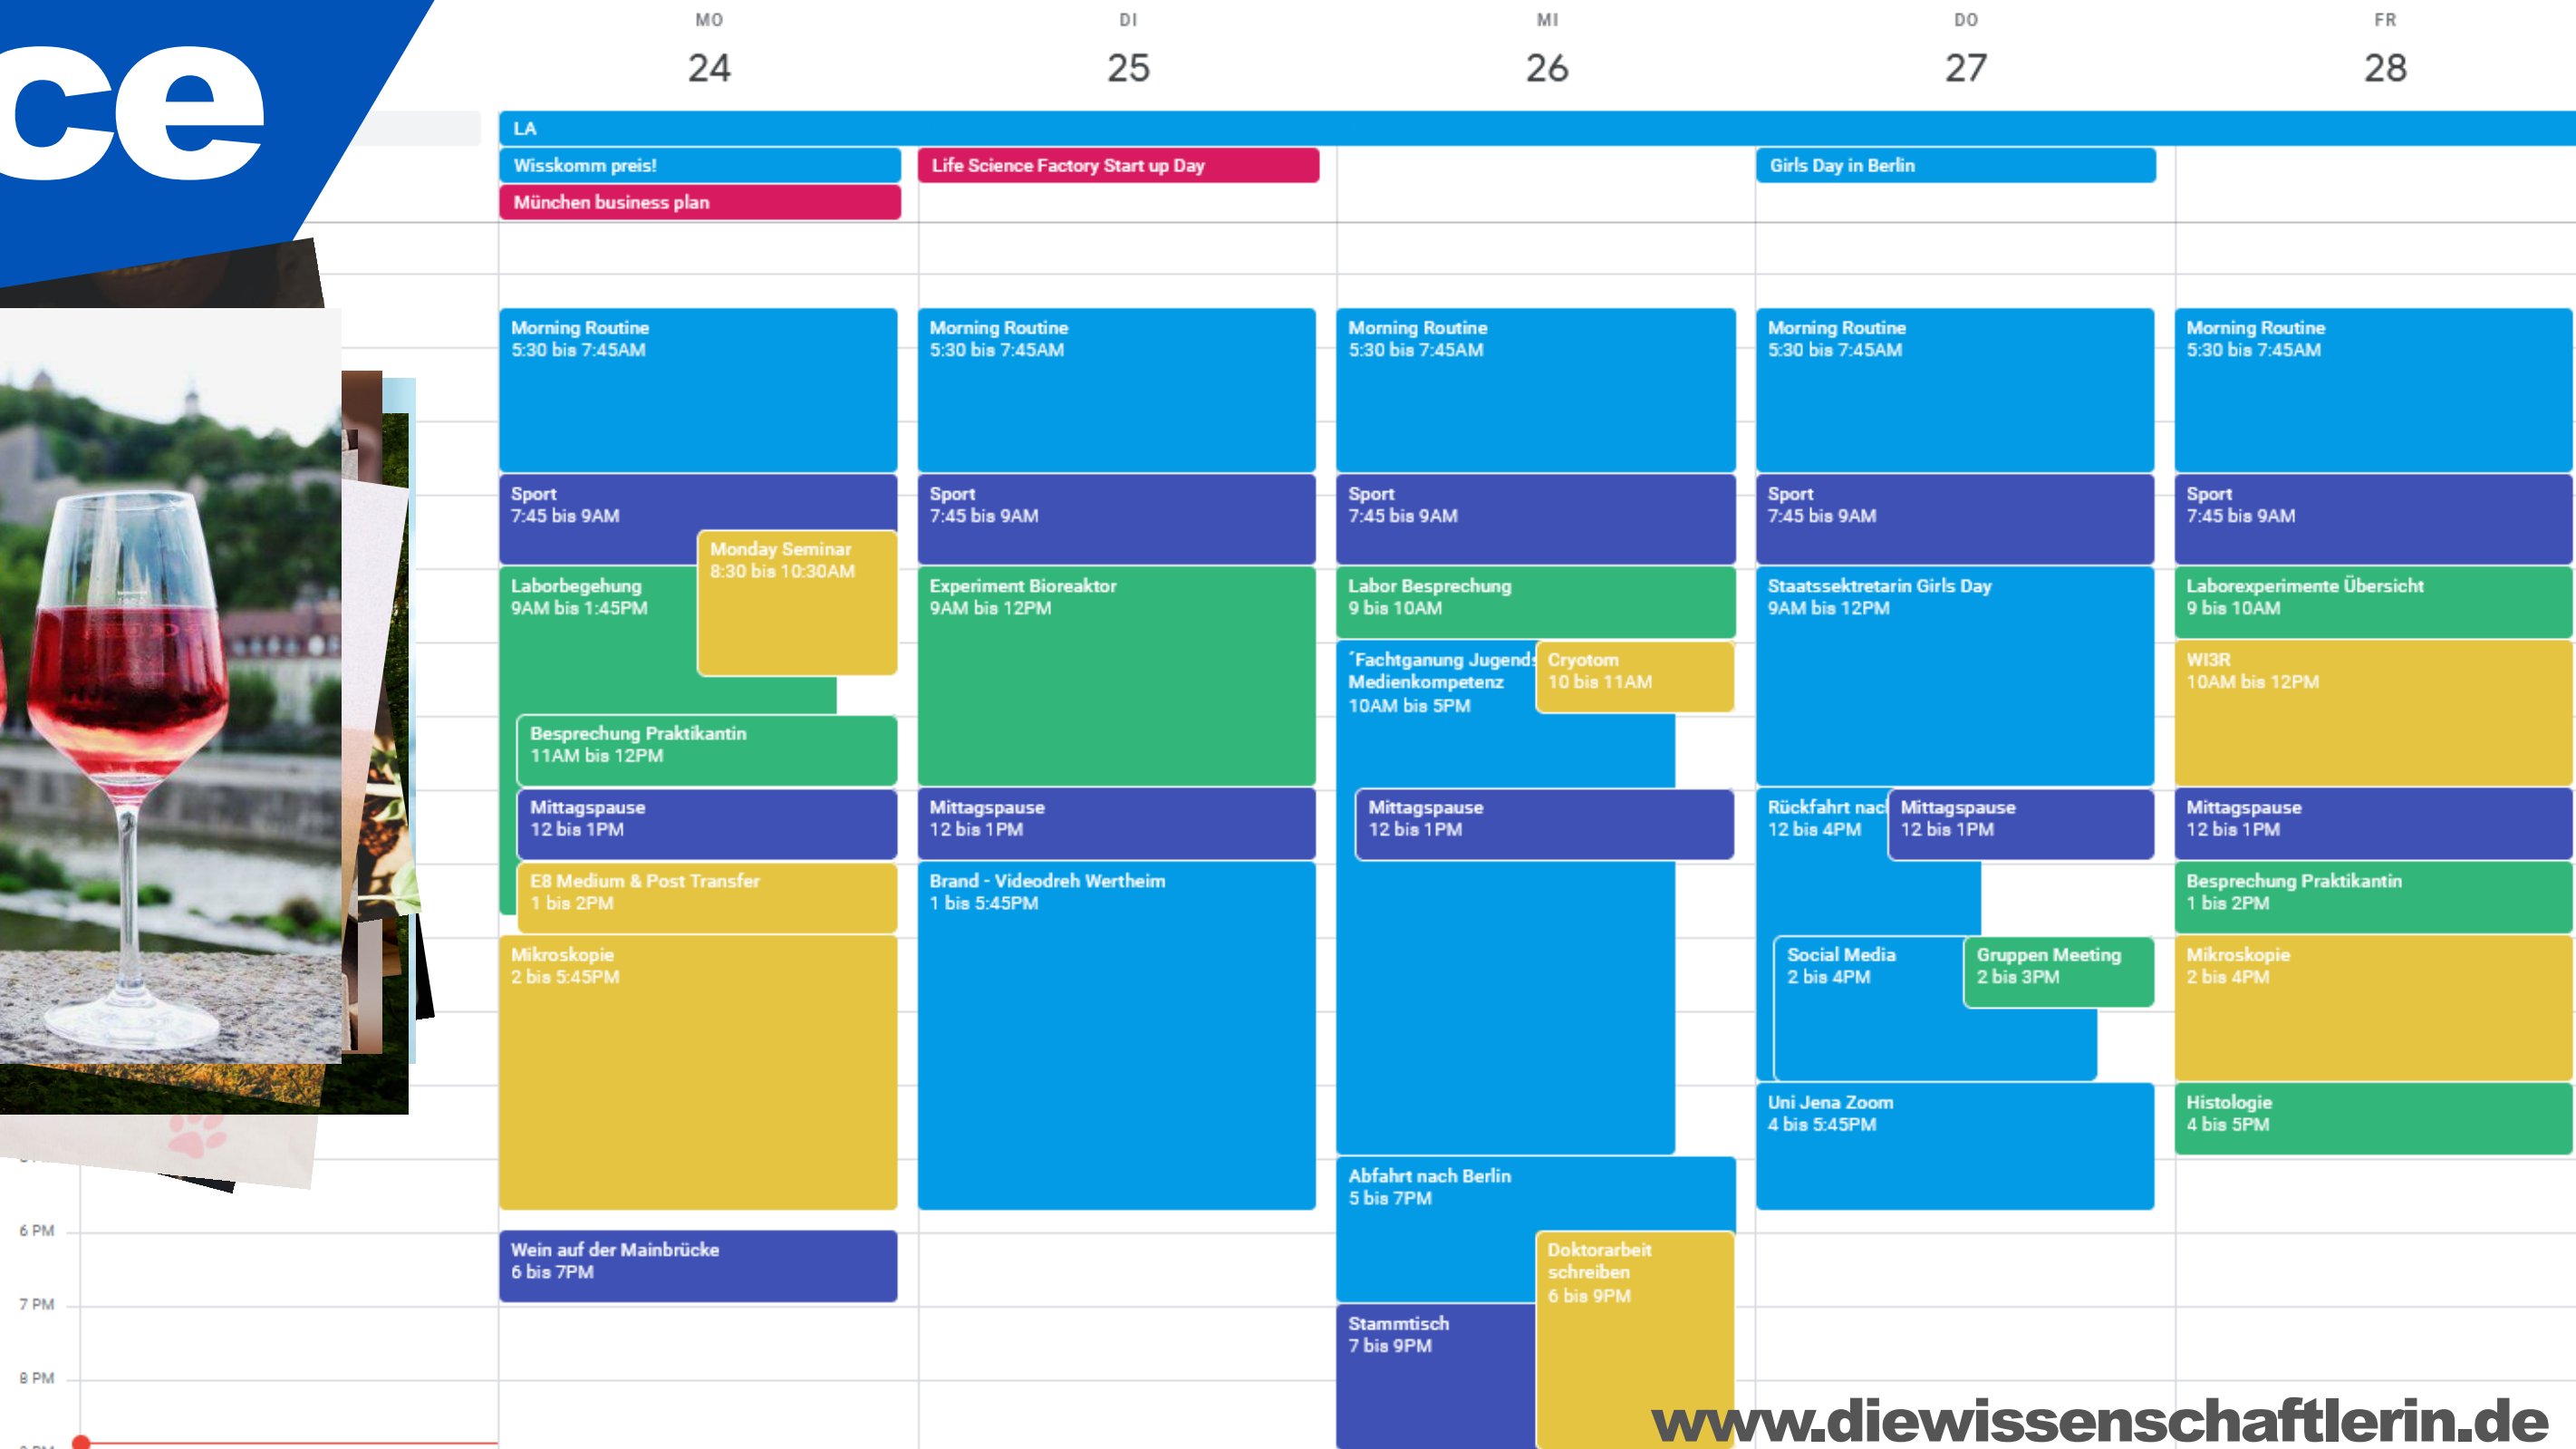 ce
MO
24
DI
25
MI
26
DO
27
FR
28
LA
Wisskomm preis!
München business plan
Life Science Factory Start up Day
Girls Day in Berlin
Morning Routine
5:30 bis 7:45AM
Sport
7:45 bis 9AM
Monday Seminar
8:30 bis 10:30AM
Laborbegehung
9AM bis 1:45PM
Besprechung Praktikantin
11AM bis 12PM
Mittagspause
12 bis 1PM
E8 Medium & Post Transfer
1 bis 2PM
Mikroskopie
2 bis 5:45PM
Wein auf der Mainbrücke
6 bis 7PM
Morning Routine
5:30 bis 7:45AM
Sport
7:45 bis 9AM
Experiment Bioreaktor
9AM bis 12PM
Mittagspause
12 bis 1PM
Brand - Videodreh Wertheim
1 bis 5:45PM
Morning Routine
5:30 bis 7:45AM
Sport
7:45 bis 9AM
Labor Besprechung
9 bis 10AM
´Fachtganung Jugends
Medienkompetenz
10AM bis 5PM
Cryotom
10 bis 11AM
Mittagspause
12 bis 1PM
Abfahrt nach Berlin
5 bis 7PM
Doktorarbeit
schreiben
6 bis 9PM
Stammtisch
7 bis 9PM
Morning Routine
5:30 bis 7:45AM
Sport
7:45 bis 9AM
Staatssektretarin Girls Day
9AM bis 12PM
Rückfahrt nac
12 bis 4PM
Mittagspause
12 bis 1PM
Social Media
2 bis 4PM
Gruppen Meeting
2 bis 3PM
Uni Jena Zoom
4 bis 5:45PM
Morning Routine
5:30 bis 7:45AM
Sport
7:45 bis 9AM
Laborexperimente Übersicht
9 bis 10AM
WI3R
10AM bis 12PM
Mittagspause
12 bis 1PM
Besprechung Praktikantin
1 bis 2PM
Mikroskopie
2 bis 4PM
Histologie
4 bis 5PM
6 PM
7 PM
8 PM
www.diewissenschaftlerin.de